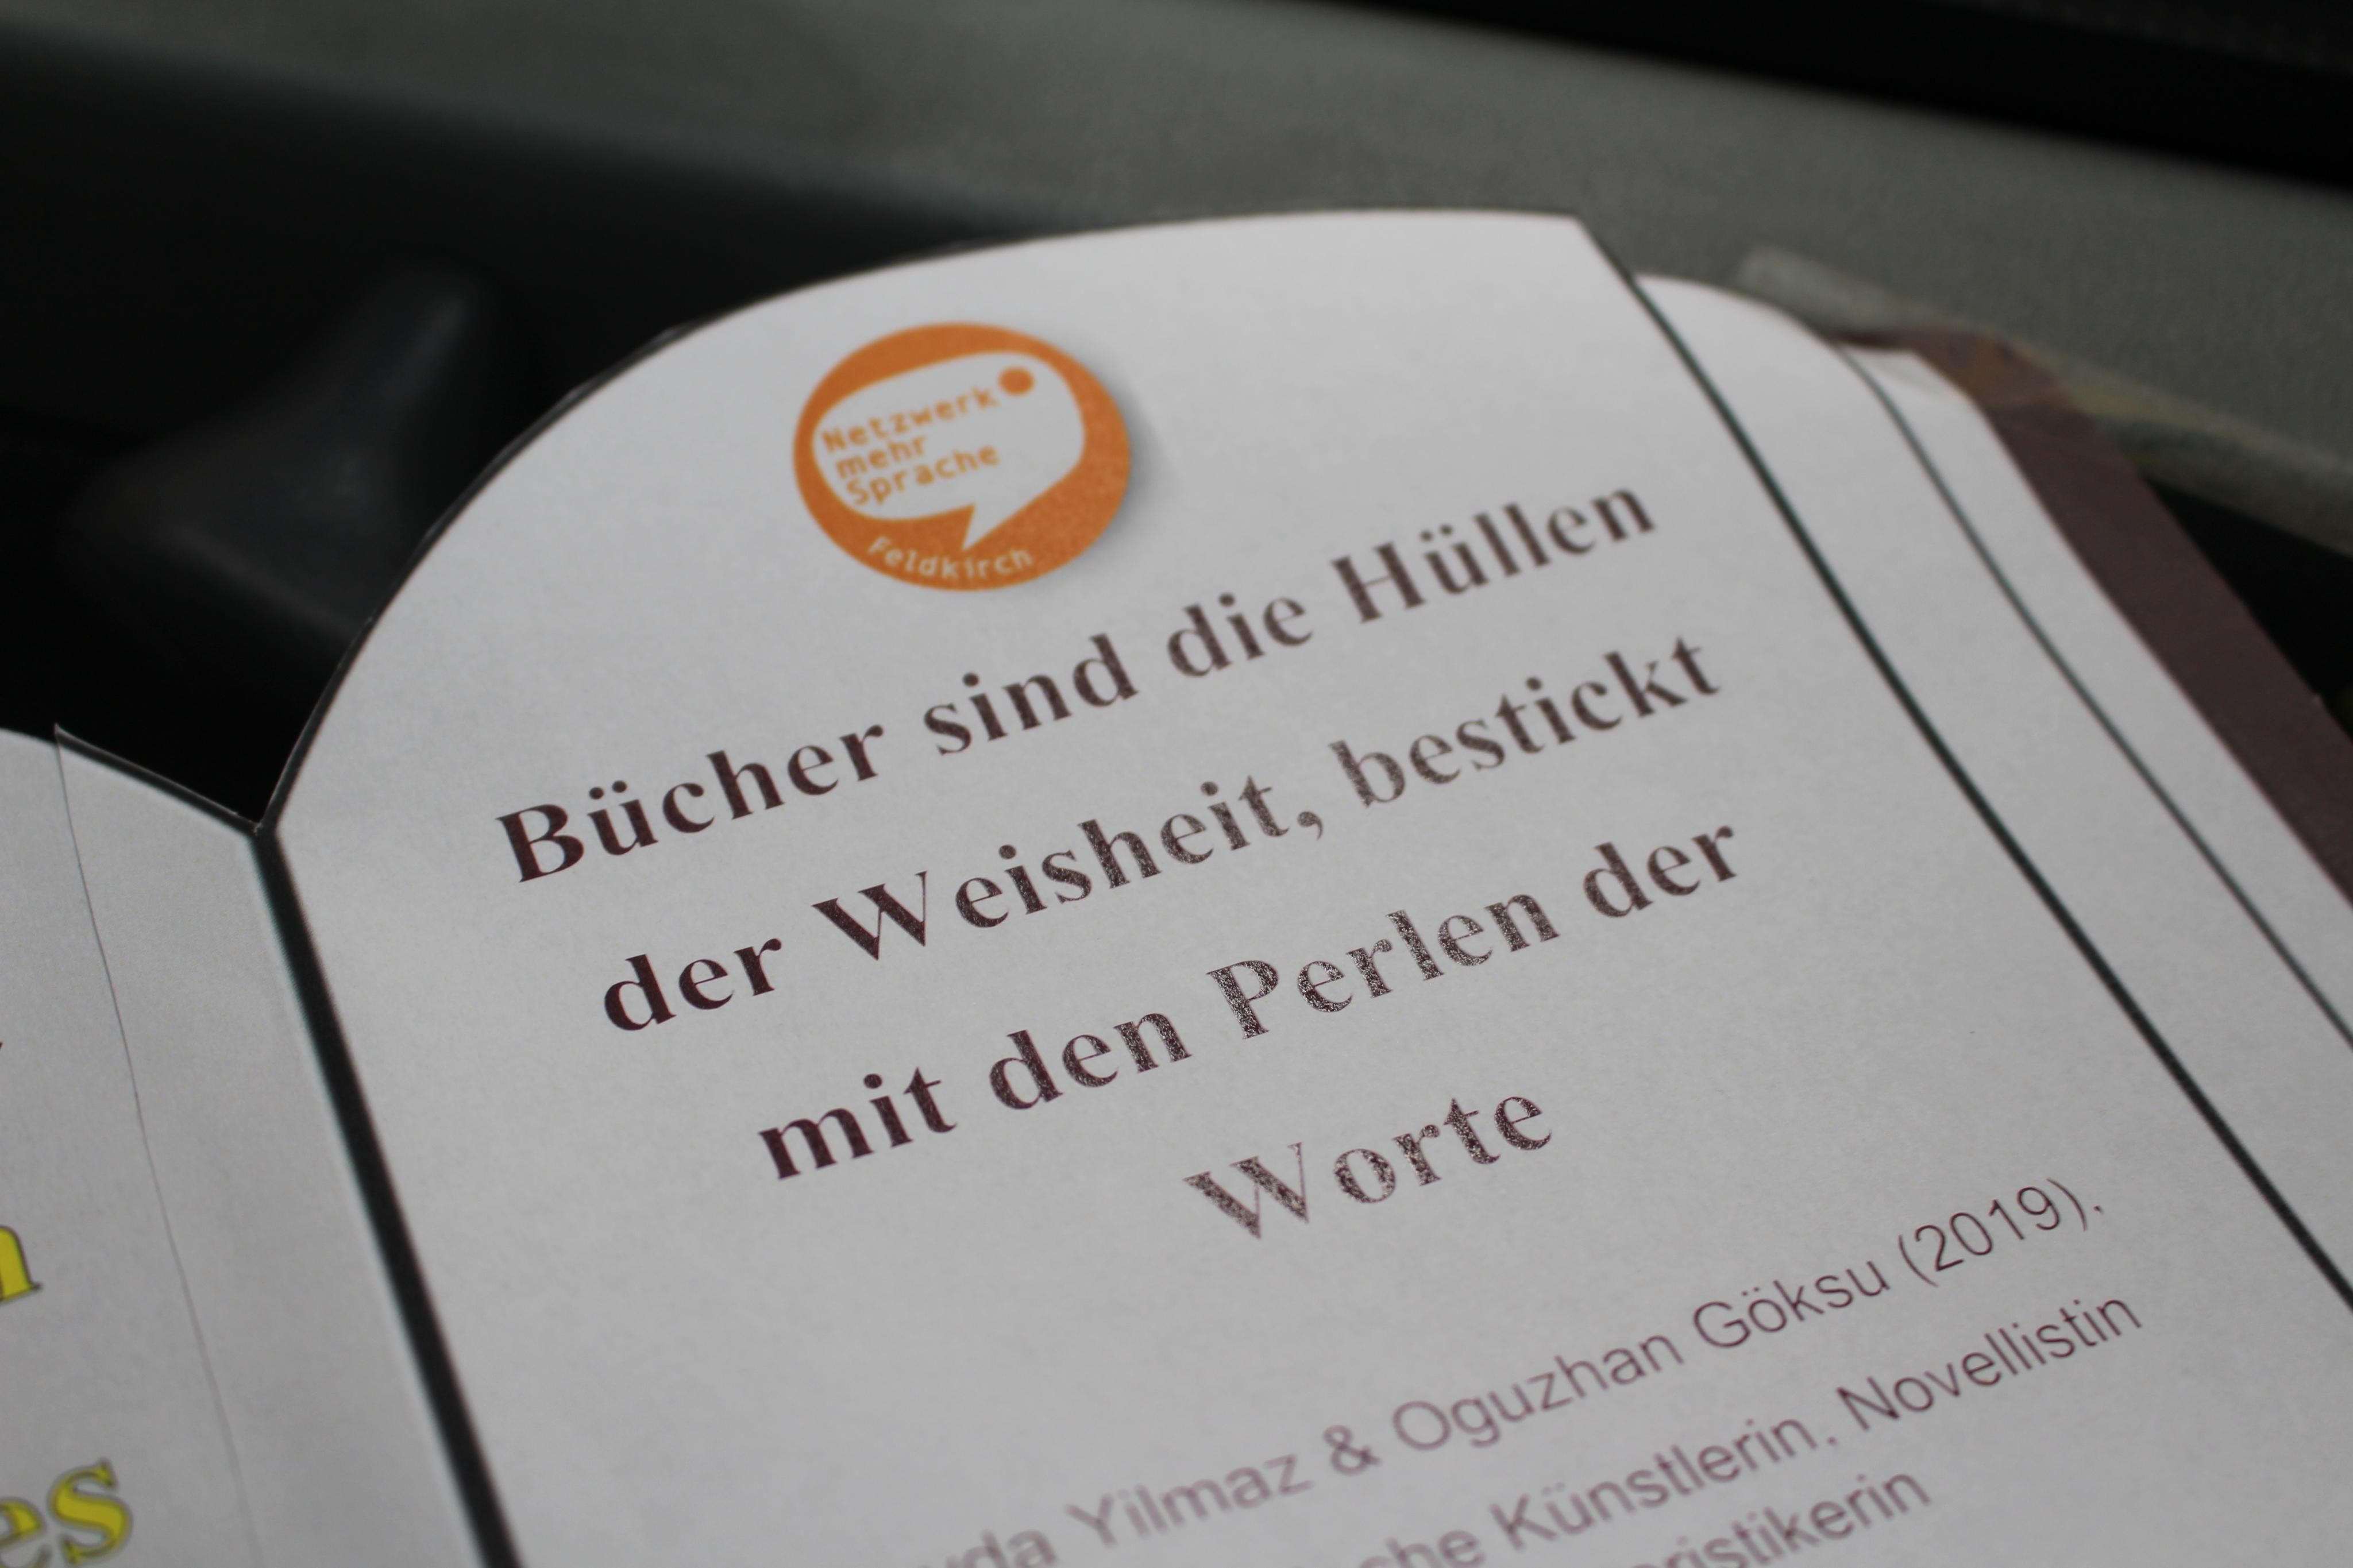 Netzwerk
mehr
Sprache
Feldkirch
Bücher sind die Hüllen
der Weisheit, bestickt
mit den Perlen der
Worte
Yilmaz & Oguzhan Göksu (2019),
Künstlerin, Novellistin